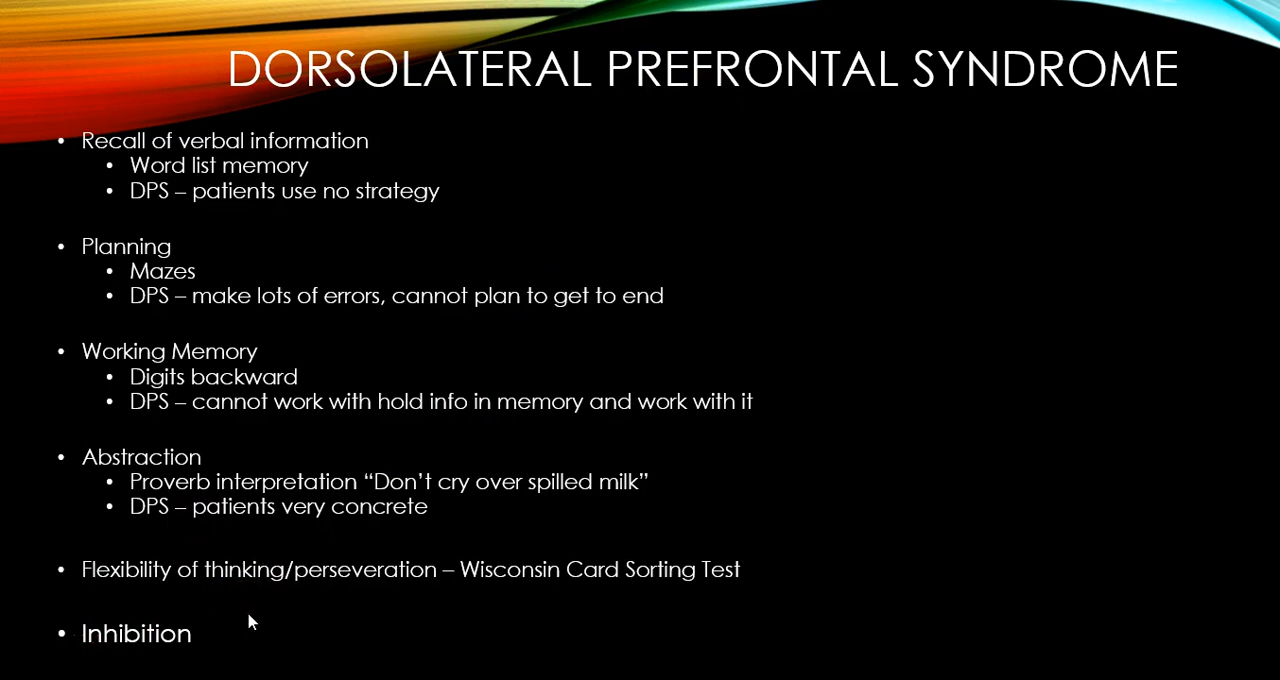 DORSOLATERAL PREFRONTAL SYNDROME
• Recall of verbal information
• Word list memory
• DPS – patients use no strategy
• Planning
• Mazes
• DPS – make lots of errors, cannot plan to get to end
• Working Memory
• Digits backward
• DPS – cannot work with hold info in memory and work with it
• Abstraction
• Proverb interpretation “Don’t cry over spilled milk”
• DPS – patients very concrete
• Flexibility of thinking/perseveration – Wisconsin Card Sorting Test
• Inhibition